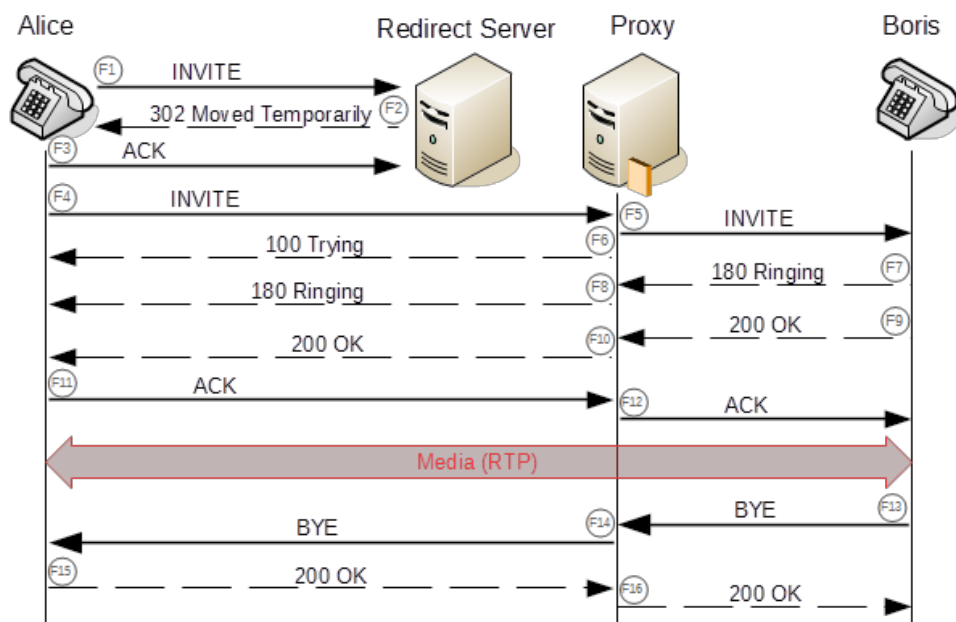 Alice
Redirect Server
Proxy
Boris
F1 INVITE
302 Moved Temporarily F2
F3 ACK
F4 INVITE
F5 INVITE
100 Trying F6
180 Ringing F7
180 Ringing F8
200 OK F9
200 OK F10
F11 ACK
F12 ACK
Media (RTP)
BYE F13
BYE F14
F15 200 OK
F16 200 OK